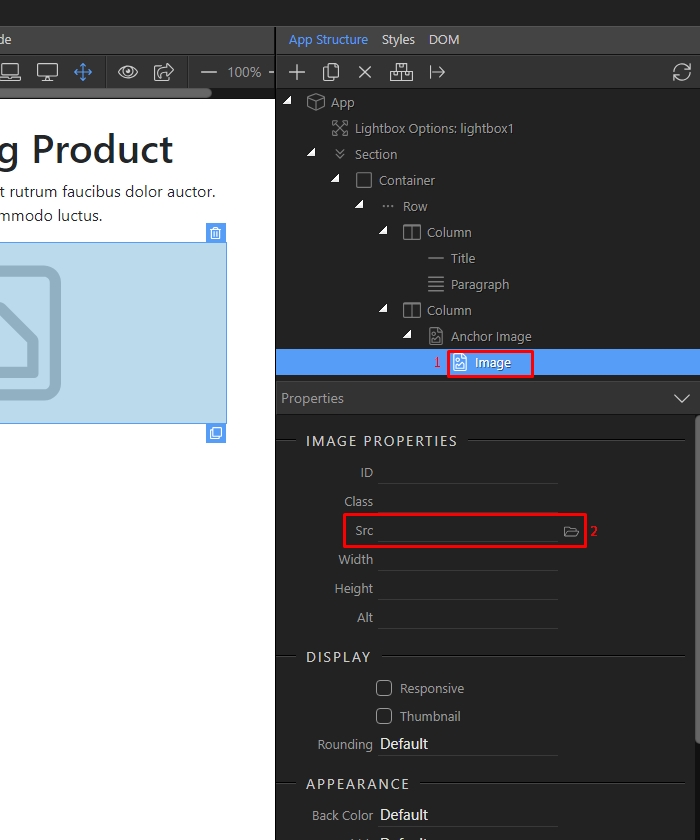 de
App Structure Styles DOM
100%
App
Lightbox Options: lightbox1
Section
Container
Row
Column
Title
Paragraph
Column
Anchor Image
1 Image
g Product
t rutrum faucibus dolor auctor.
mmodo luctus.
Properties
IMAGE PROPERTIES
ID
Class
Src 2
Width
Height
Alt
DISPLAY
Responsive
Thumbnail
Rounding Default
APPEARANCE
Back Color Default